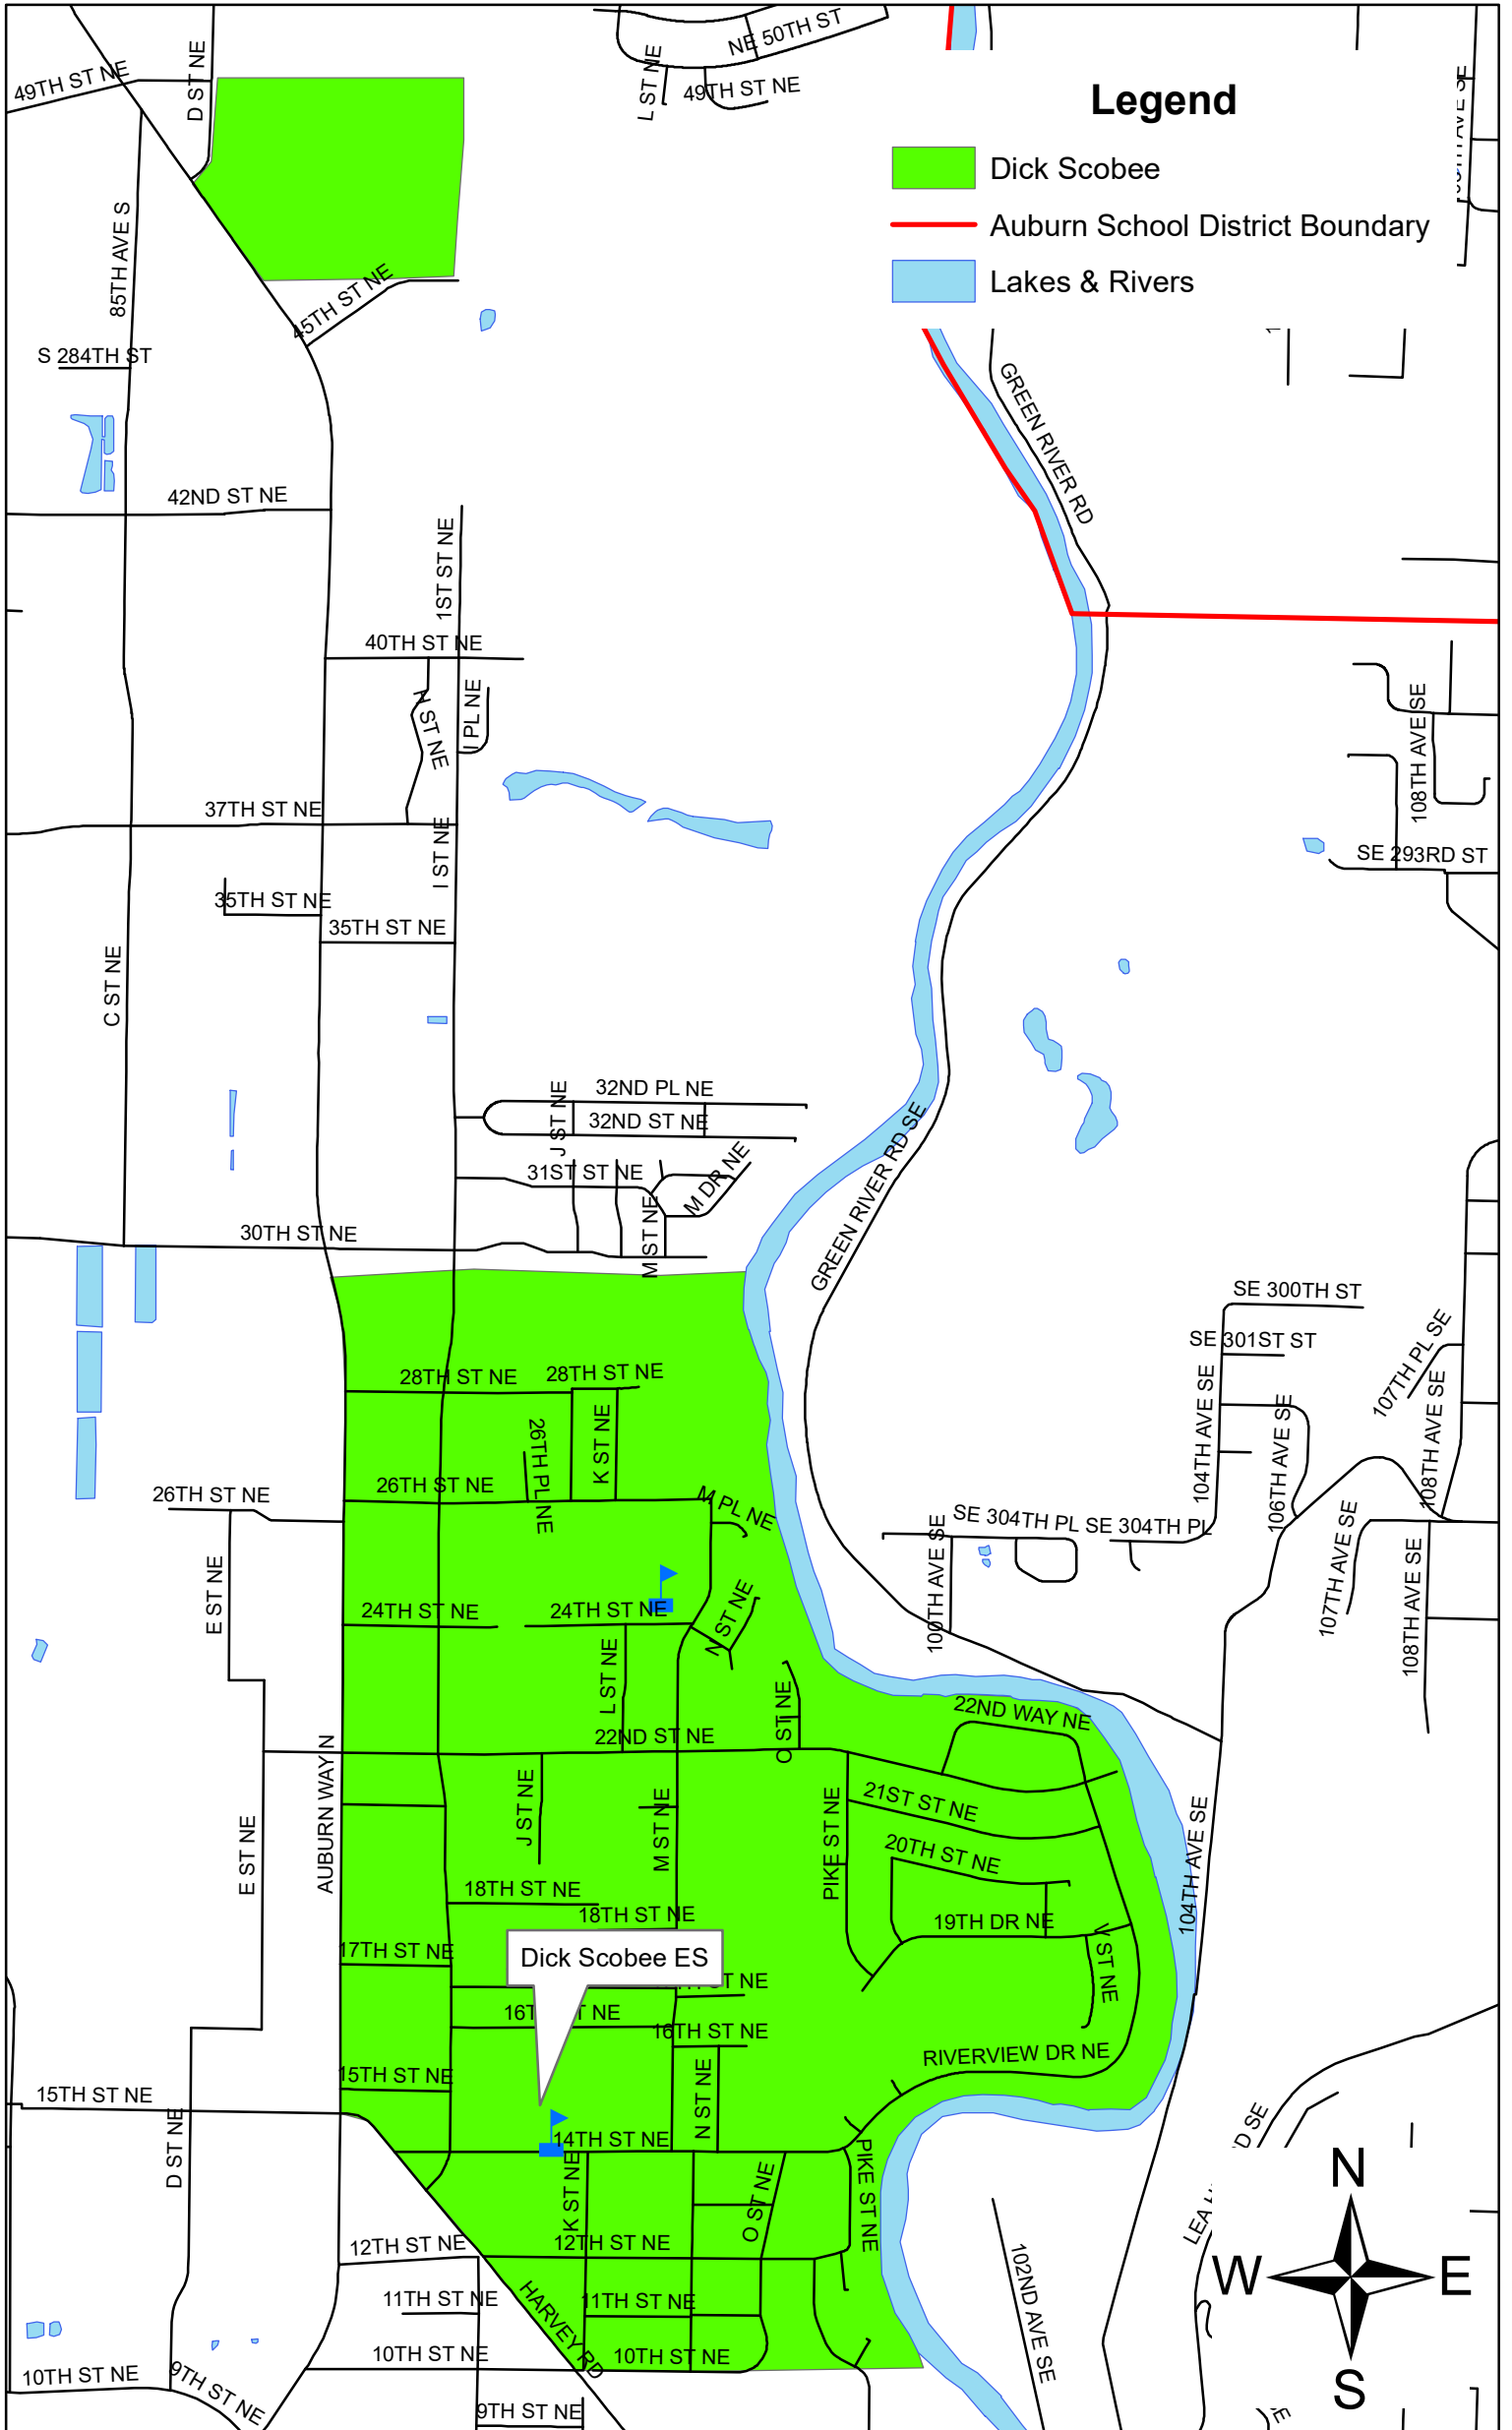 49TH ST NE
D ST NE
L ST NE
NE 50TH ST
49TH ST NE
Legend
Dick Scobee
Auburn School District Boundary
Lakes & Rivers
85TH AVE S
45TH ST NE
S 284TH ST
GREEN RIVER RD
42ND ST NE
1ST ST NE
40TH ST NE
H ST NE
I PL NE
108TH AVE SE
37TH ST NE
I ST NE
SE 293RD ST
35TH ST NE
35TH ST NE
C ST NE
32ND PL NE
J ST NE
32ND ST NE
31ST ST NE
M DR NE
M ST NE
GREEN RIVER RD SE
30TH ST NE
SE 300TH ST
SE 301ST ST
107TH PL SE
28TH ST NE
28TH ST NE
104TH AVE SE
106TH AVE SE
108TH AVE SE
26TH PL NE
K ST NE
26TH ST NE
26TH ST NE
M PL NE
SE 304TH PL
SE 304TH PL
100TH AVE SE
107TH AVE SE
108TH AVE SE
E ST NE
24TH ST NE
24TH ST NE
N ST NE
L ST NE
O ST NE
22ND WAY NE
22ND ST NE
AUBURN WAY N
J ST NE
M ST NE
PIKE ST NE
21ST ST NE
20TH ST NE
E ST NE
104TH AVE SE
18TH ST NE
18TH ST NE
19TH DR NE
V ST NE
17TH ST NE
Dick Scobee ES
16TH ST NE
RIVERVIEW DR NE
15TH ST NE
15TH ST NE
N ST NE
D ST NE
14TH ST NE
K ST NE
O ST NE
PIKE ST NE
12TH ST NE
12TH ST NE
11TH ST NE
11TH ST NE
HARVEY RD
10TH ST NE
10TH ST NE
10TH ST NE
9TH ST NE
9TH ST NE
102ND AVE SE
N
W
E
S